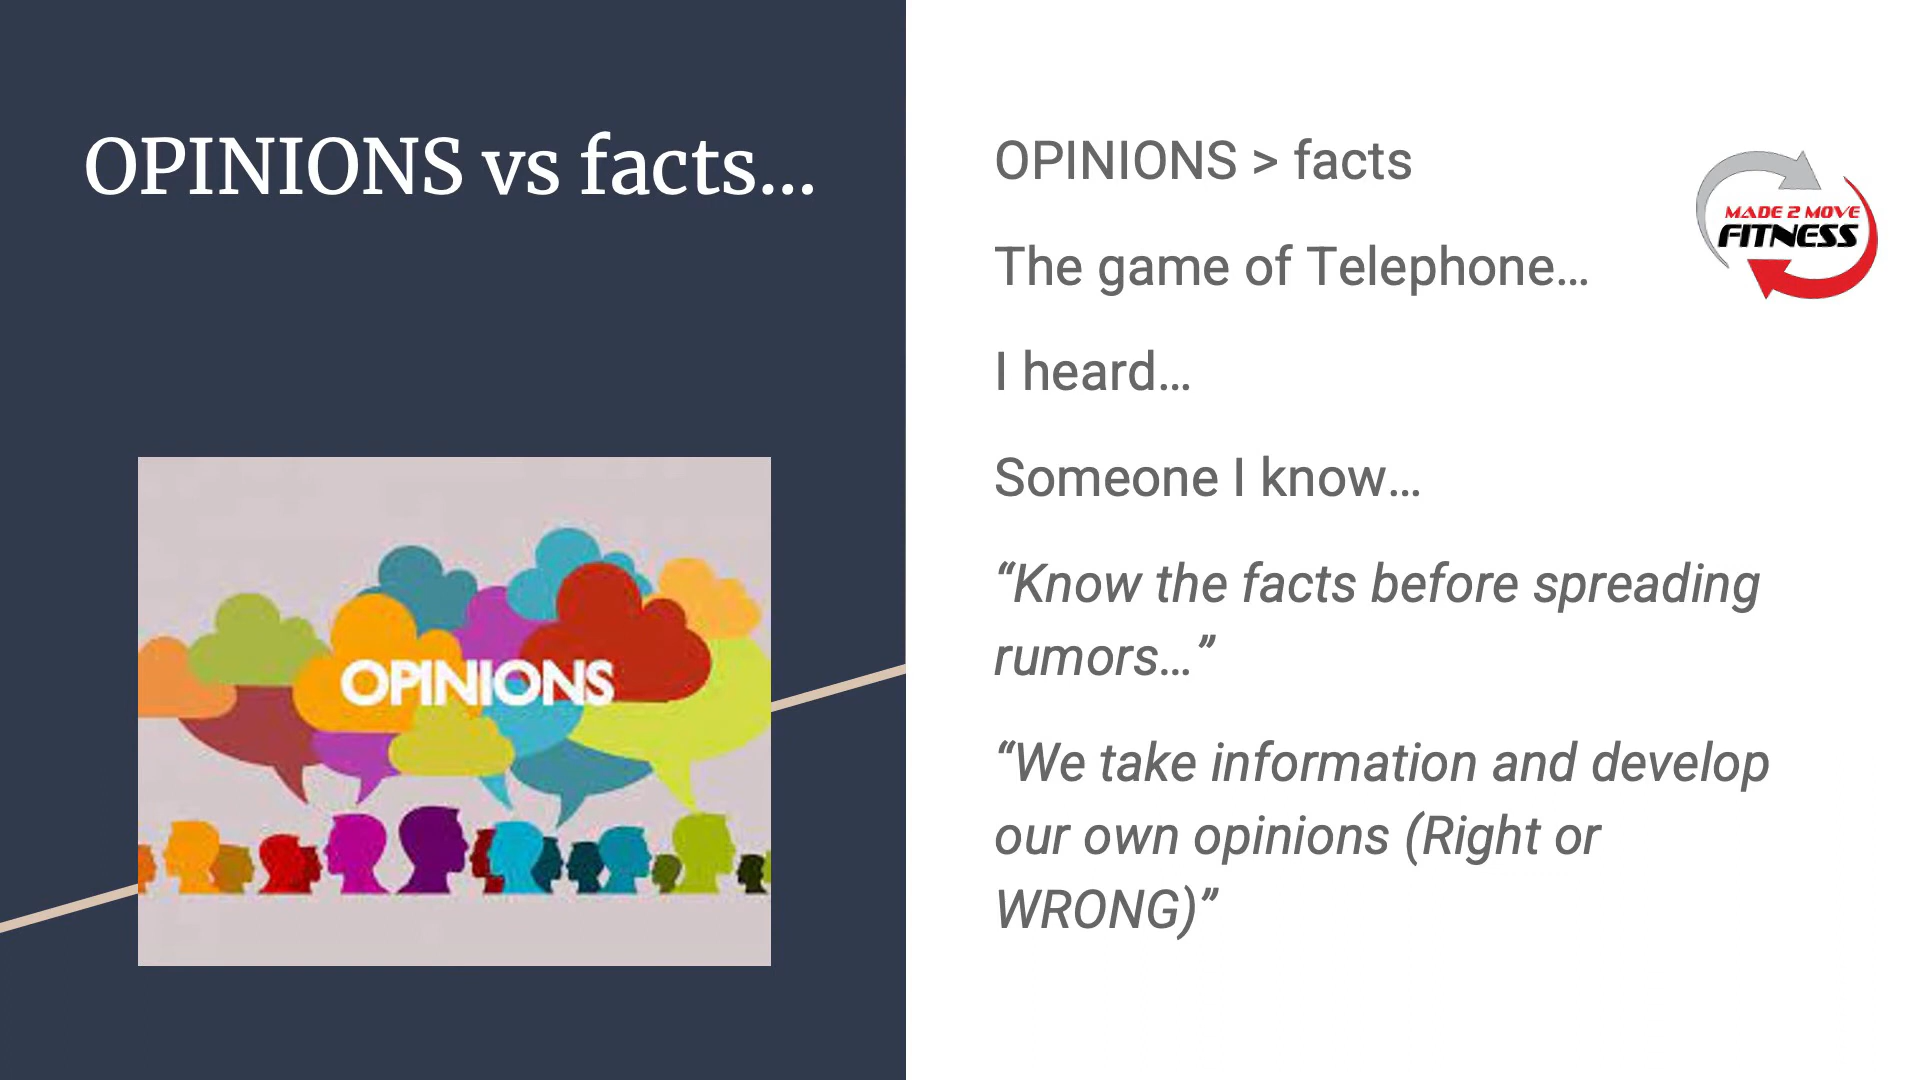 OPINIONS vs facts...
OPINIONS
OPINIONS > facts
The game of Telephone...
I heard...
Someone I know...
“Know the facts before spreading
rumors...”
“We take information and develop
our own opinions (Right or
WRONG)”
MADE 2 MOVE
FITNESS